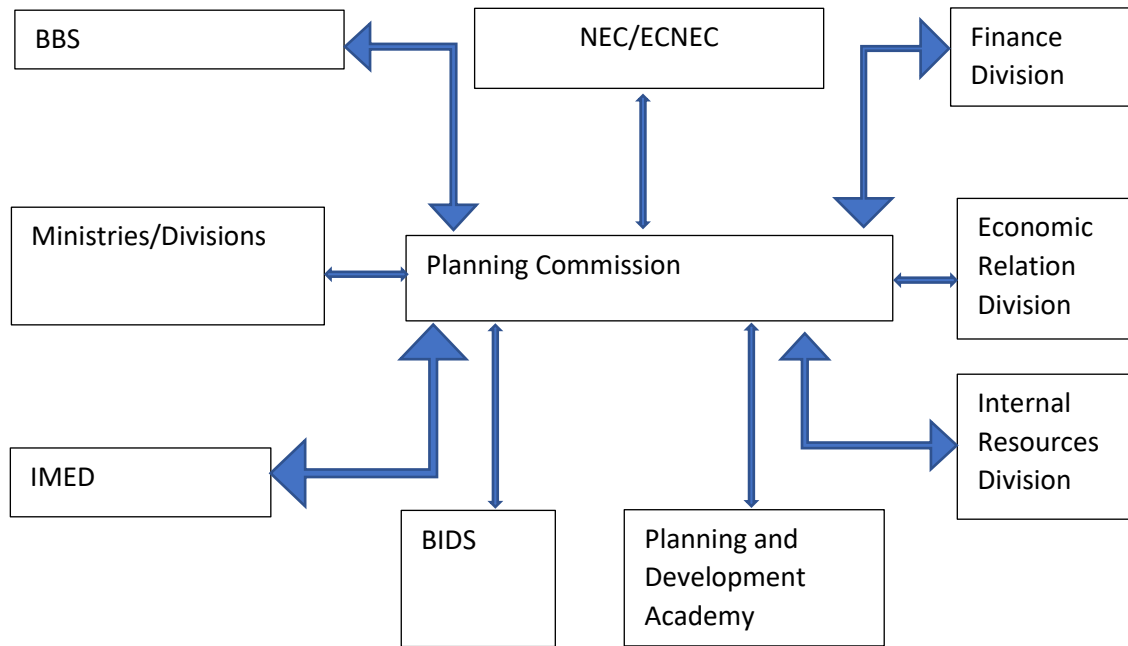 BBS
NEC/ECNEC
Finance
Division
Ministries/Divisions
Planning Commission
Economic
Relation
Division
IMED
Internal
Resources
Division
BIDS
Planning and
Development
Academy